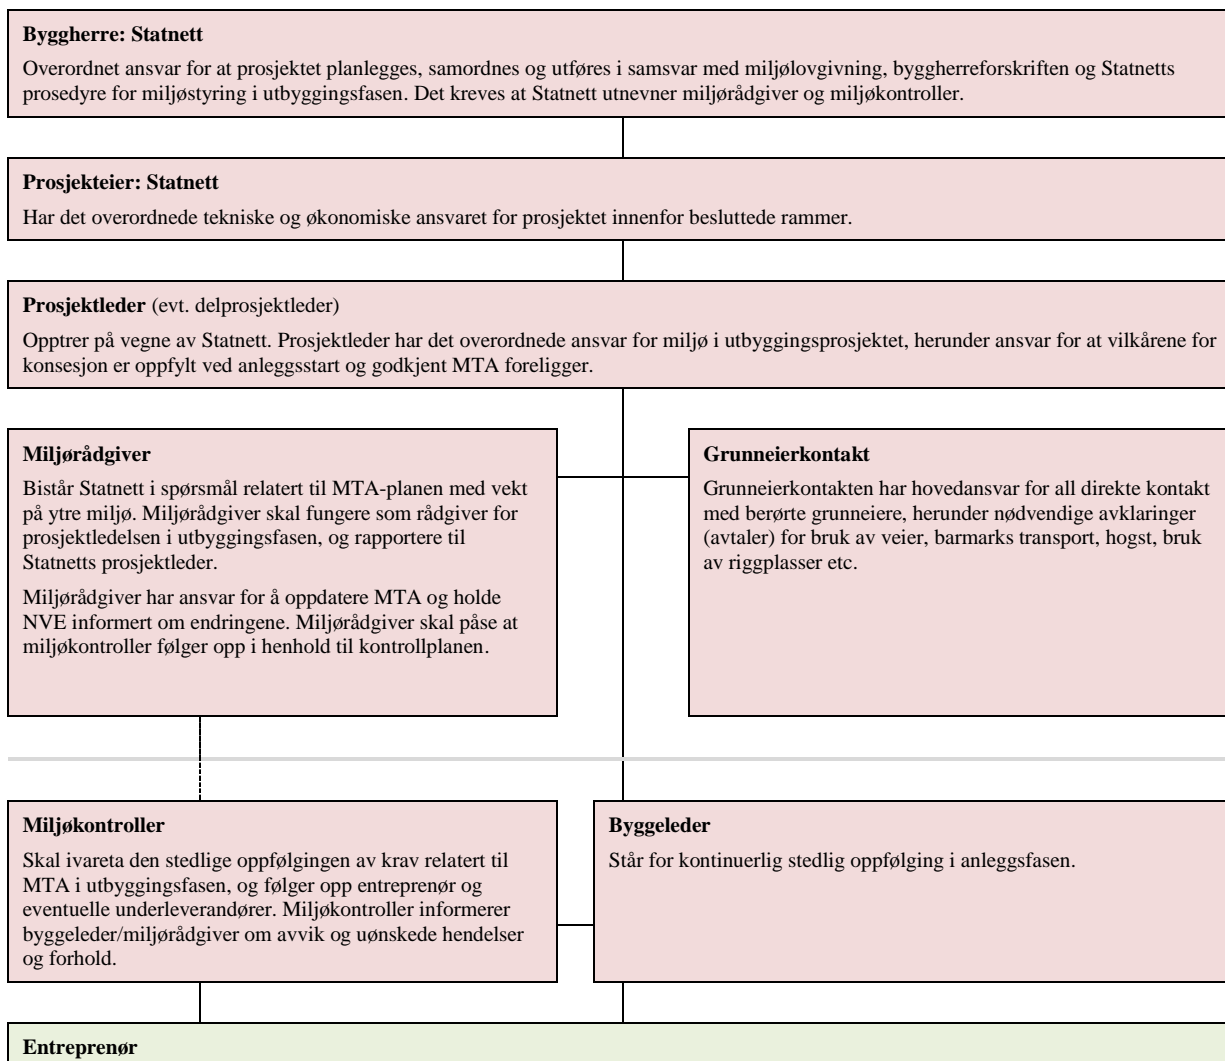 Byggherre: Statnett
Overordnet ansvar for at prosjektet planlegges, samordnes og utføres i samsvar med miljølovgivning, byggherreforskriften og Statnetts
prosedyre for miljøstyring i utbyggingsfasen. Det kreves at Statnett utnevner miljørådgiver og miljøkontroller.
Prosjekteier: Statnett
Har det overordnede tekniske og økonomiske ansvaret for prosjektet innenfor besluttede rammer.
Prosjektleder (evt. delprosjektleder)
Opptrer på vegne av Statnett. Prosjektleder har det overordnede ansvar for miljø i utbyggingsprosjektet, herunder ansvar for at vilkårene for
konsesjon er oppfylt ved anleggsstart og godkjent MTA foreligger.
Miljørådgiver
Bistår Statnett i spørsmål relatert til MTA-planen med vekt
på ytre miljø. Miljørådgiver skal fungere som rådgiver for
prosjektledelsen i utbyggingsfasen, og rapportere til
Statnetts prosjektleder.
Miljørådgiver har ansvar for å oppdatere MTA og holde
NVE informert om endringene. Miljørådgiver skal påse at
miljøkontroller følger opp i henhold til kontrollplanen.
Grunneierkontakt
Grunneierkontakten har hovedansvar for all direkte kontakt
med berørte grunneiere, herunder nødvendige avklaringer
(avtaler) for bruk av veier, barmarks transport, hogst, bruk
av riggplasser etc.
Miljøkontroller
Skal ivareta den stedlige oppfølgingen av krav relatert til
MTA i utbyggingsfasen, og følger opp entreprenør og
eventuelle underleverandører. Miljøkontroller informerer
byggeleder/miljørådgiver om avvik og uønskede hendelser
og forhold.
Byggeleder
Står for kontinuerlig stedlig oppfølging i anleggsfasen.
Entreprenør